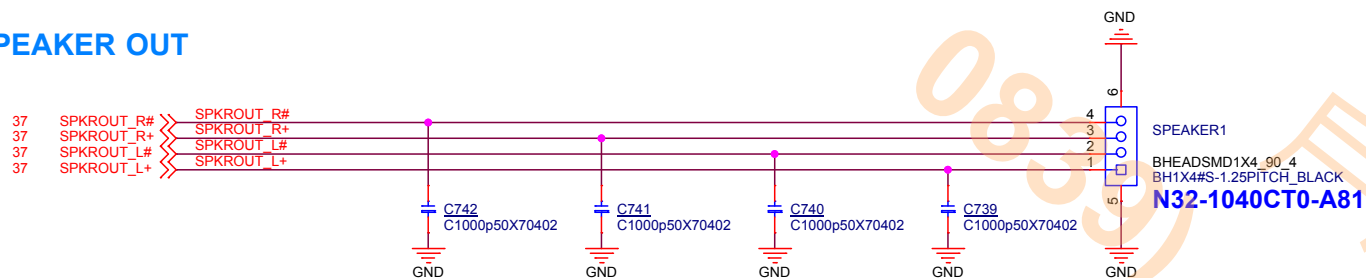 GND
PEAKER OUT
6
37 SPKROUT_R# SPKROUT_R# 4
37 SPKROUT_R+ SPKROUT_R+ 3 SPEAKER1
37 SPKROUT_L# SPKROUT_L# 2
37 SPKROUT_L+ SPKROUT_L+ 1 BHEADSMD1X4_90_4
BH1X4#S-1.25PITCH_BLACK
5 N32-1040CT0-A81
C742 C741 C740 C739
C1000p50X70402 C1000p50X70402 C1000p50X70402 C1000p50X70402
GND GND GND GND GND
0839)